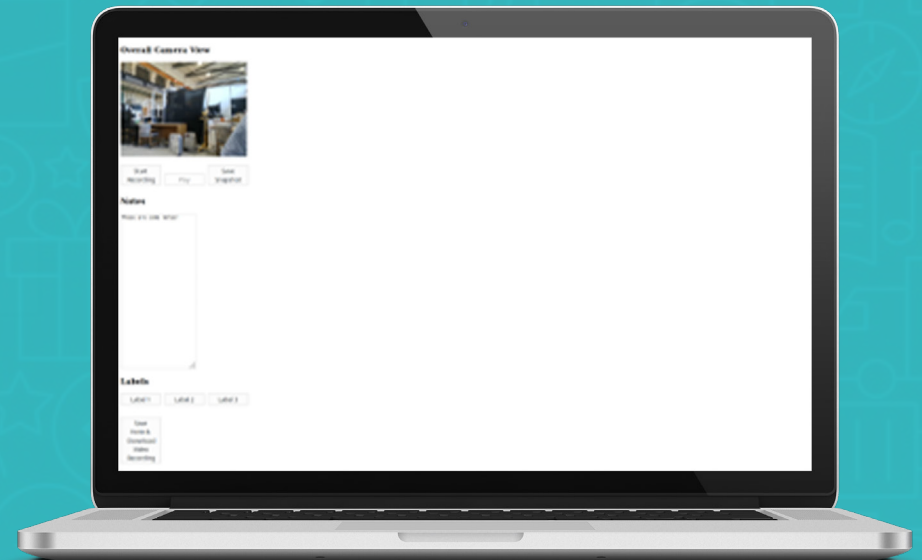 Overall Camera View
Start
Recording
Play
Save
Snapshot
Notes
Labels
Label 1
Label 2
Label 3
Save
Notes &
Download
Video
Recording